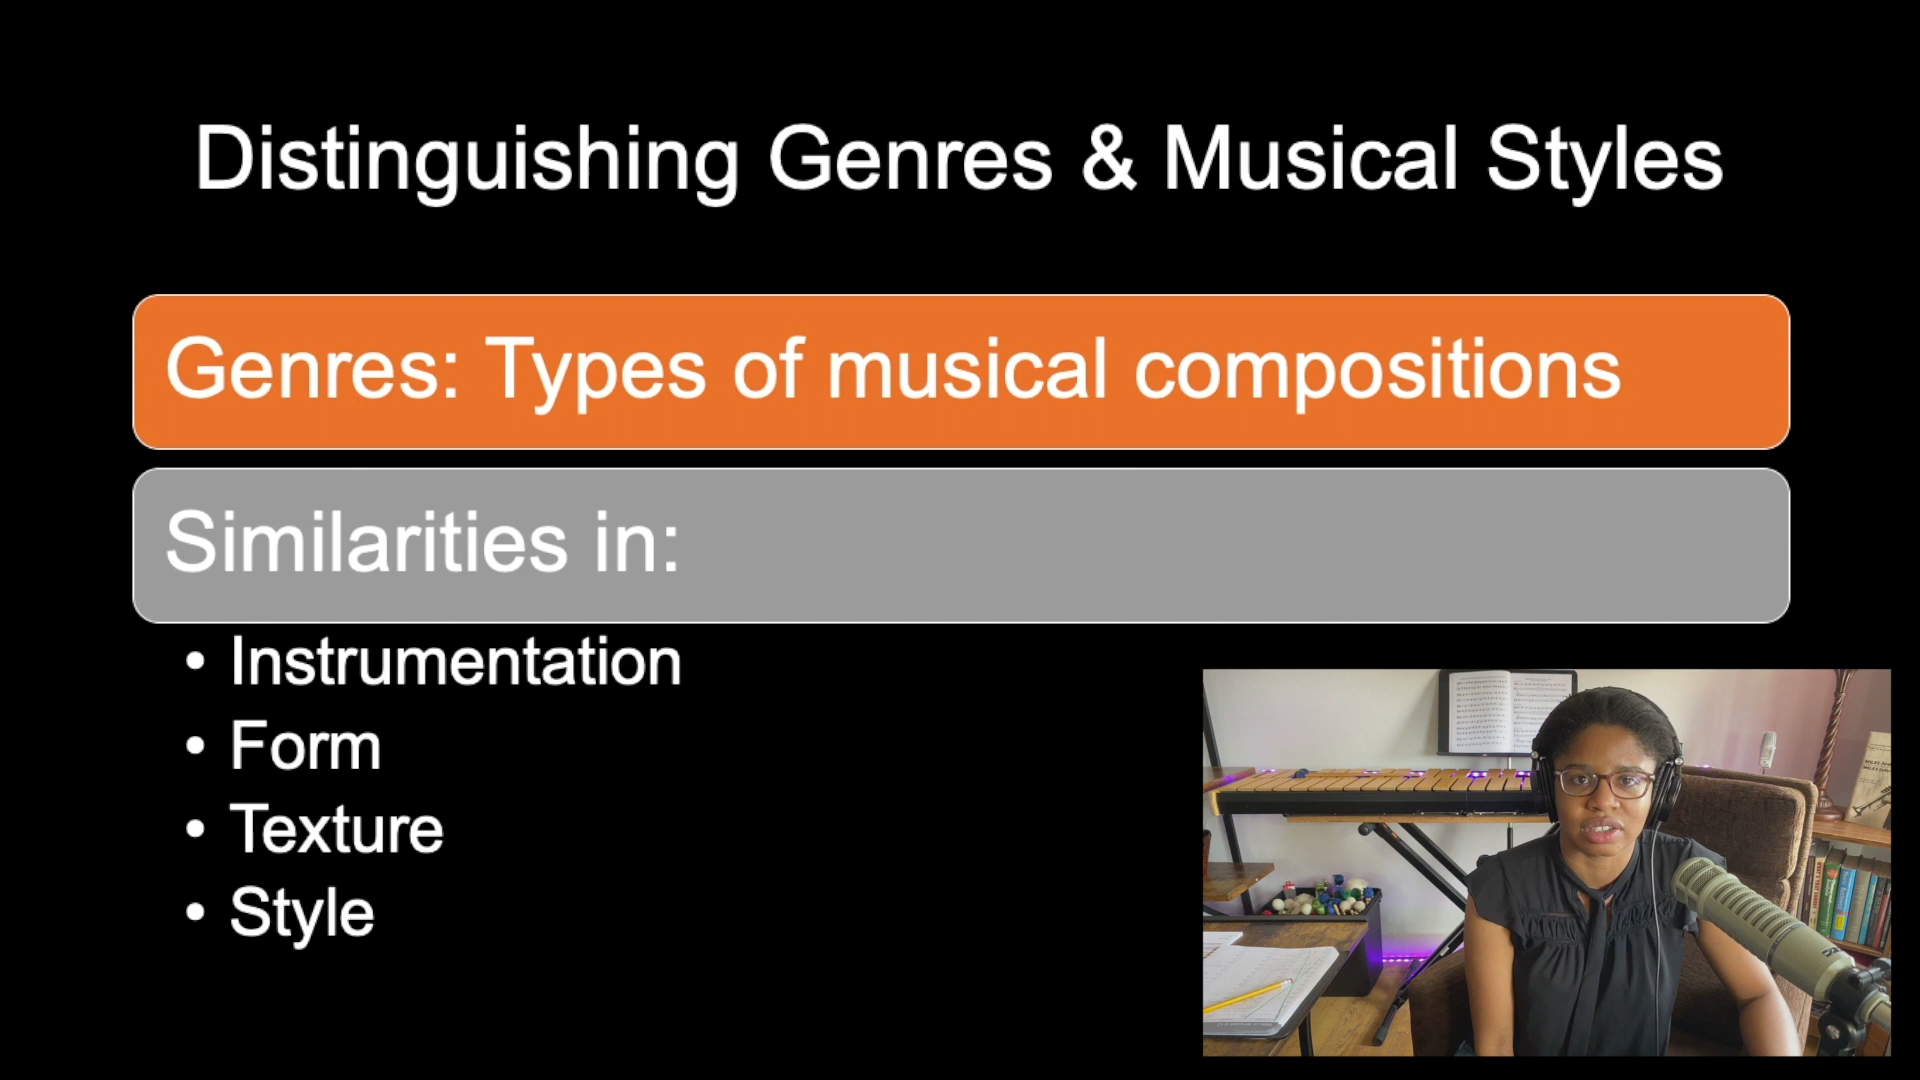 Distinguishing Genres & Musical Styles
Genres: Types of musical compositions
Similarities in:
• Instrumentation
• Form
• Texture
• Style